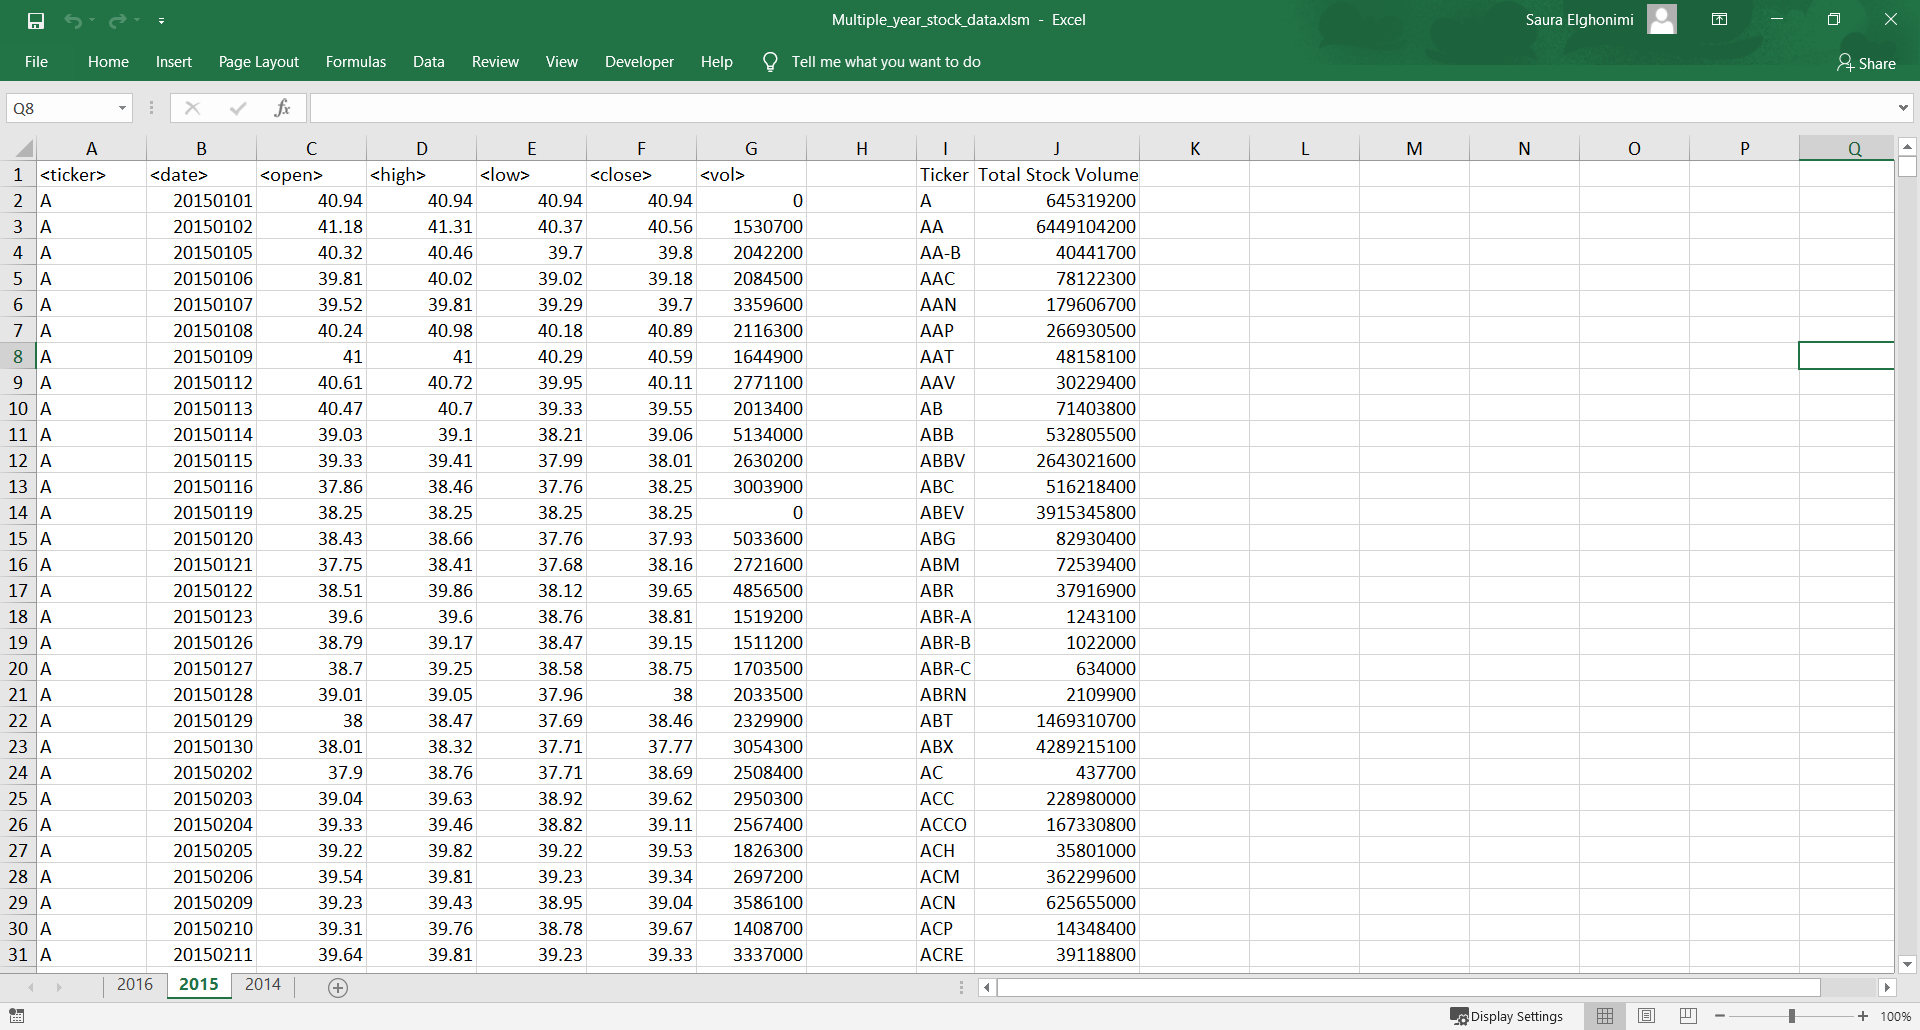 Multiple_year_stock_data.xlsm - Excel Saura Elghonimi
File Home Insert Page Layout Formulas Data Review View Developer Help Tell me what you want to do Share
Q8 fx
A B C D E F G H I J K L M N O P Q
1 <ticker> <date> <open> <high> <low> <close> <vol> Ticker Total Stock Volume
2 A 20150101 40.94 40.94 40.94 40.94 0 A 645319200
3 A 20150102 41.18 41.31 40.37 40.56 1530700 AA 6449104200
4 A 20150105 40.32 40.46 39.7 39.8 2042200 AA-B 40441700
5 A 20150106 39.81 40.02 39.02 39.18 2084500 AAC 78122300
6 A 20150107 39.52 39.81 39.29 39.7 3359600 AAN 179606700
7 A 20150108 40.24 40.98 40.18 40.89 2116300 AAP 266930500
8 A 20150109 41 41 40.29 40.59 1644900 AAT 48158100
9 A 20150112 40.61 40.72 39.95 40.11 2771100 AAV 30229400
10 A 20150113 40.47 40.7 39.33 39.55 2013400 AB 71403800
11 A 20150114 39.03 39.1 38.21 39.06 5134000 ABB 532805500
12 A 20150115 39.33 39.41 37.99 38.01 2630200 ABBV 2643021600
13 A 20150116 37.86 38.46 37.76 38.25 3003900 ABC 516218400
14 A 20150119 38.25 38.25 38.25 38.25 0 ABEV 3915345800
15 A 20150120 38.43 38.66 37.76 37.93 5033600 ABG 82930400
16 A 20150121 37.75 38.41 37.68 38.16 2721600 ABM 72539400
17 A 20150122 38.51 39.86 38.12 39.65 4856500 ABR 37916900
18 A 20150123 39.6 39.6 38.76 38.81 1519200 ABR-A 1243100
19 A 20150126 38.79 39.17 38.47 39.15 1511200 ABR-B 1022000
20 A 20150127 38.7 39.25 38.58 38.75 1703500 ABR-C 634000
21 A 20150128 39.01 39.05 37.96 38 2033500 ABRN 2109900
22 A 20150129 38 38.47 37.69 38.46 2329900 ABT 1469310700
23 A 20150130 38.01 38.32 37.71 37.77 3054300 ABX 4289215100
24 A 20150202 37.9 38.76 37.71 38.69 2508400 AC 437700
25 A 20150203 39.04 39.63 38.92 39.62 2950300 ACC 228980000
26 A 20150204 39.33 39.46 38.82 39.11 2567400 ACCO 167330800
27 A 20150205 39.22 39.82 39.22 39.53 1826300 ACH 35801000
28 A 20150206 39.54 39.81 39.23 39.34 2697200 ACM 362299600
29 A 20150209 39.23 39.43 38.95 39.04 3586100 ACN 625655000
30 A 20150210 39.31 39.76 38.78 39.67 1408700 ACP 14348400
31 A 20150211 39.64 39.81 39.23 39.33 3337000 ACRE 39118800
2016 2015 2014
Display Settings 100%